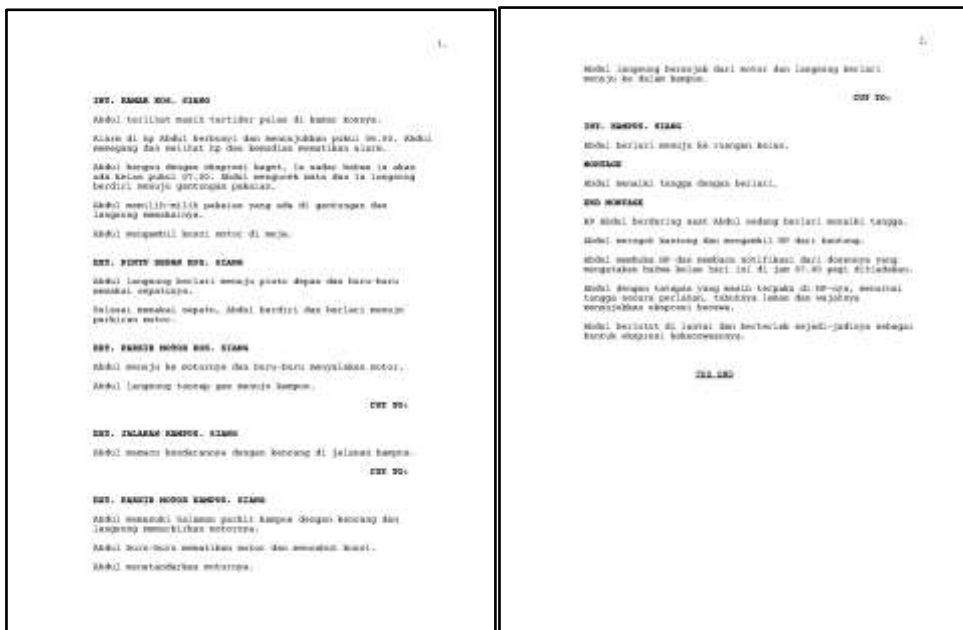 1.
INT. KAMAR KOS. SIANG
Abdul terlihat masih tertidur pulas di kamar kosnya.
Alarm di hp Abdul berbunyi dan menunjukkan pukul 06.50. Abdul
memegang dan melihat hp dan kemudian mematikan alarm.
Abdul bangun dengan ekspresi kaget, ia sadar bahwa ia akan
ada kelas pukul 07.00. Abdul mengucek mata dan ia langsung
berdiri menuju gantungan pakaian.
Abdul memilih-milih pakaian yang ada di gantungan dan
langsung memakainya.
Abdul mengambil kunci motor di meja.
EXT. PINTU DEPAN KOS. SIANG
Abdul langsung berlari menuju pintu depan dan buru-buru
memakai sepatunya.
Selesai memakai sepatu, Abdul berdiri dan berlari menuju
parkiran motor.
EXT. PARKIR MOTOR KOS. SIANG
Abdul menuju ke motornya dan buru-buru menyalakan motor.
Abdul langsung tancap gas menuju kampus.
CUT TO:
EXT. JALANAN KAMPUS. SIANG
Abdul memacu kendaraannya dengan kencang di jalanan kampus.
CUT TO:
EXT. PARKIR MOTOR KAMPUS. SIANG
Abdul memasuki halaman parkir kampus dengan kencang dan
langsung memarkirkan motornya.
Abdul buru-buru mematikan motor dan mencabut kunci.
Abdul menstandarkan motornya.
2.
Abdul langsung beranjak dari motor dan langsung berlari
menuju ke dalam kampus.
CUT TO:
INT. KAMPUS. SIANG
Abdul berlari menuju ke ruangan kelas.
MONTAGE
Abdul menaiki tangga dengan berlari.
END MONTAGE
HP Abdul berdering saat Abdul sedang berlari menaiki tangga.
Abdul merogoh kantong dan mengambil HP dari kantong.
Abdul membuka HP dan membaca notifikasi dari dosennya yang
mengatakan bahwa kelas hari ini di jam 07.00 pagi ditiadakan.
Abdul dengan tatapan yang masih terpaku di HP-nya, menuruni
tangga secara perlahan, tubuhnya lemas dan wajahnya
menunjukkan ekspresi kecewa.
Abdul berlutut di lantai dan berteriak sejadi-jadinya sebagai
bentuk ekspresi kekecewaannya.
THE END